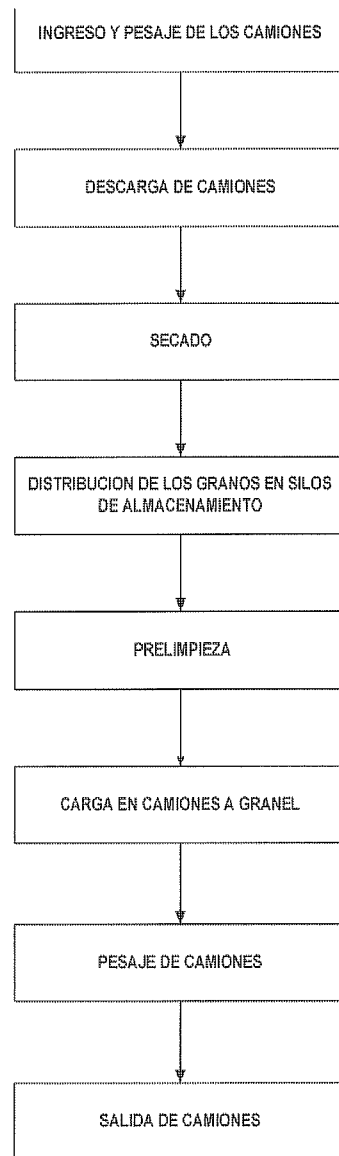 INGRESO Y PESAJE DE LOS CAMIONES
DESCARGA DE CAMIONES
SECADO
DISTRIBUCION DE LOS GRANOS EN SILOS
DE ALMACENAMIENTO
PRELIMPIEZA
CARGA EN CAMIONES A GRANEL
PESAJE DE CAMIONES
SALIDA DE CAMIONES